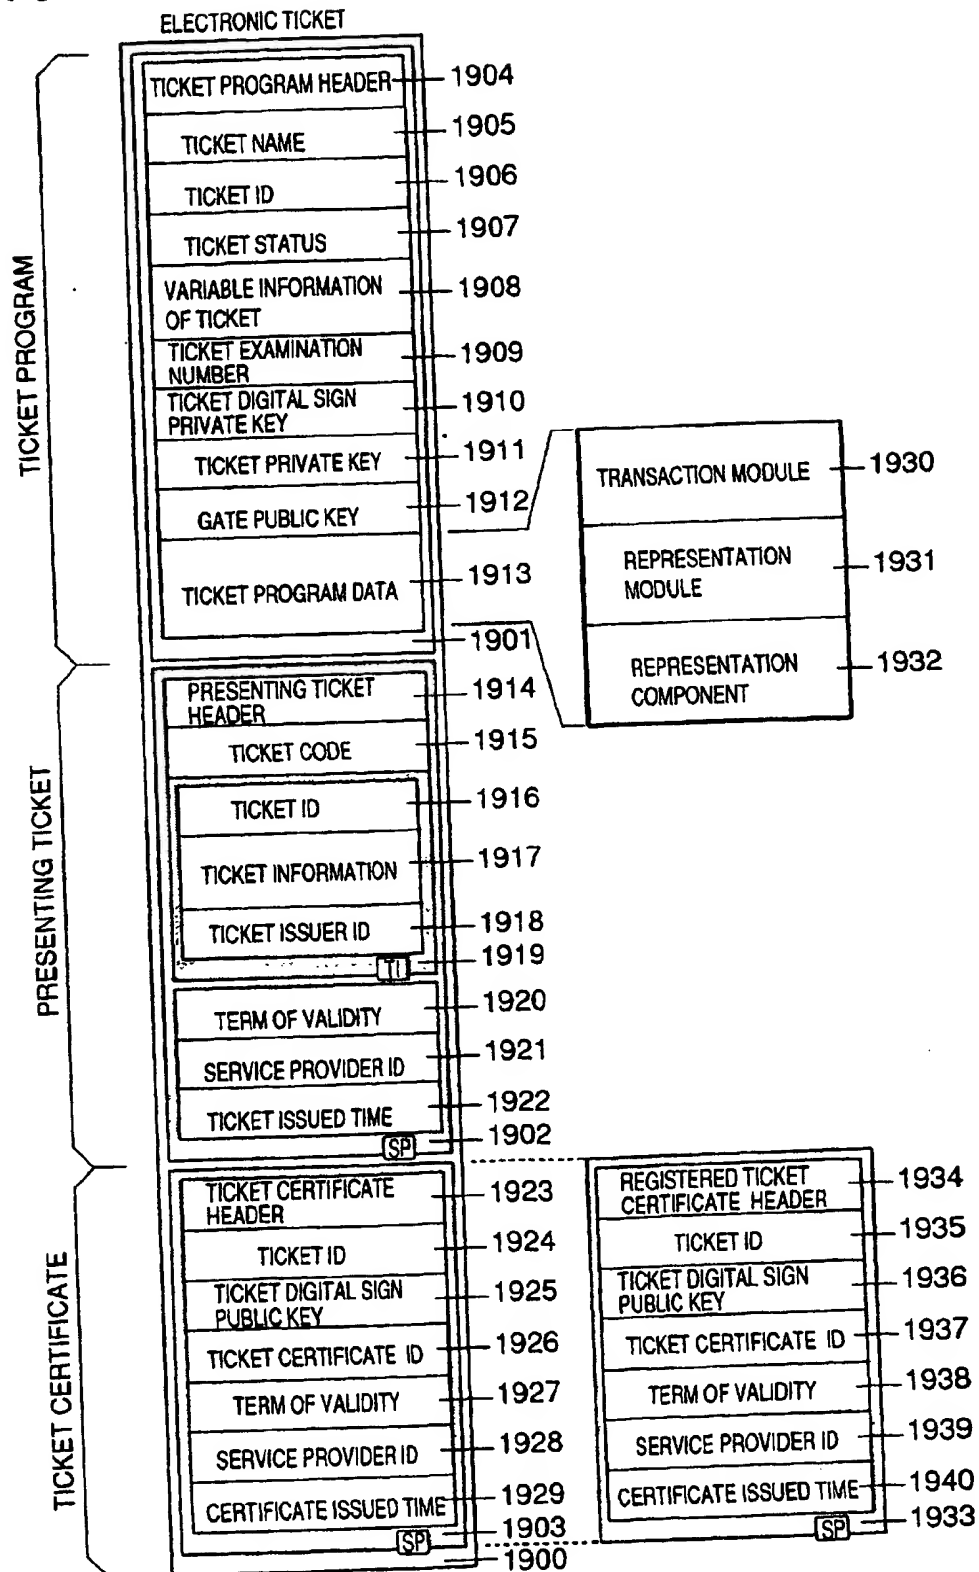 ELECTRONIC TICKET
TICKET PROGRAM
TICKET PROGRAM HEADER 1904
TICKET NAME 1905
TICKET ID 1906
TICKET STATUS 1907
VARIABLE INFORMATION
OF TICKET 1908
TICKET EXAMINATION
NUMBER 1909
TICKET DIGITAL SIGN
PRIVATE KEY 1910
TICKET PRIVATE KEY 1911
GATE PUBLIC KEY 1912
TICKET PROGRAM DATA 1913
1901
TRANSACTION MODULE 1930
REPRESENTATION
MODULE 1931
REPRESENTATION
COMPONENT 1932
PRESENTING TICKET
PRESENTING TICKET
HEADER 1914
TICKET CODE 1915
TICKET ID 1916
TICKET INFORMATION 1917
TICKET ISSUER ID 1918
TI 1919
TERM OF VALIDITY 1920
SERVICE PROVIDER ID 1921
TICKET ISSUED TIME 1922
SP 1902
TICKET CERTIFICATE
TICKET CERTIFICATE
HEADER 1923
TICKET ID 1924
TICKET DIGITAL SIGN
PUBLIC KEY 1925
TICKET CERTIFICATE ID 1926
TERM OF VALIDITY 1927
SERVICE PROVIDER ID 1928
CERTIFICATE ISSUED TIME 1929
SP 1903
1900
REGISTERED TICKET
CERTIFICATE HEADER 1934
TICKET ID 1935
TICKET DIGITAL SIGN
PUBLIC KEY 1936
TICKET CERTIFICATE ID 1937
TERM OF VALIDITY 1938
SERVICE PROVIDER ID 1939
CERTIFICATE ISSUED TIME 1940
SP 1933